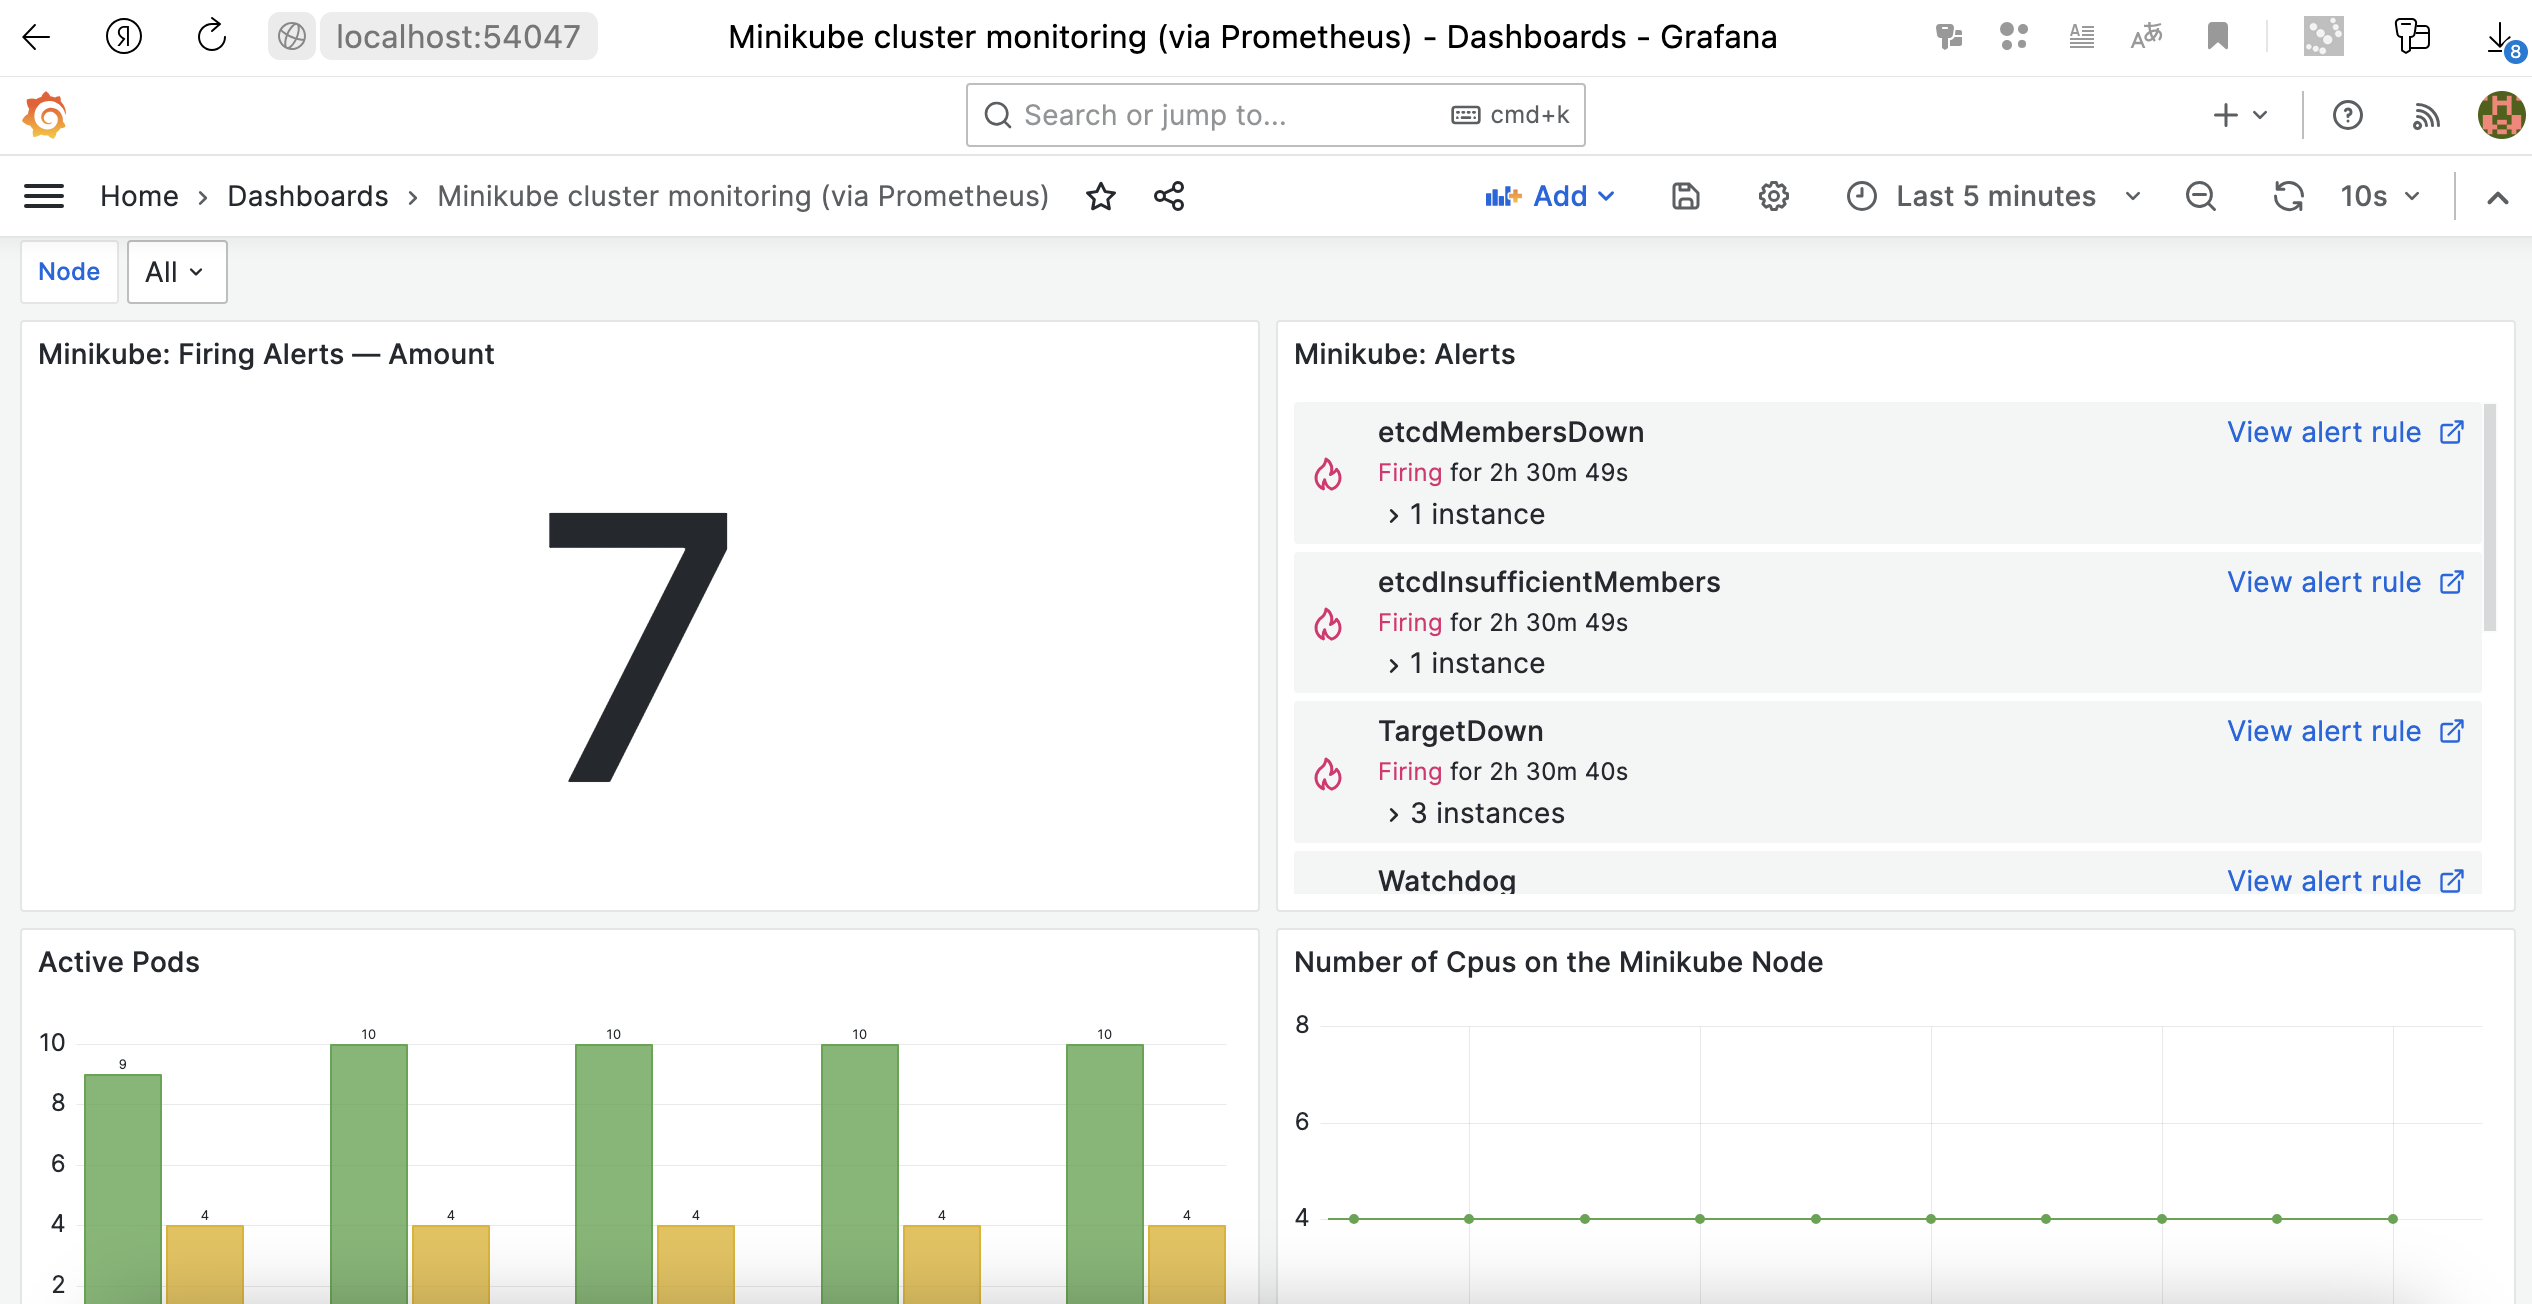 localhost:54047 Minikube cluster monitoring (via Prometheus) - Dashboards - Grafana 8
Search or jump to... cmd+k
Home › Dashboards › Minikube cluster monitoring (via Prometheus) Add Last 5 minutes 10s
Node All
Minikube: Firing Alerts — Amount
7
Minikube: Alerts
etcdMembersDown View alert rule
Firing for 2h 30m 49s
1 instance
etcdInsufficientMembers View alert rule
Firing for 2h 30m 49s
1 instance
TargetDown View alert rule
Firing for 2h 30m 40s
3 instances
Watchdog View alert rule
Active Pods
10
8
6
4
2
9 10 10 10 10
4 4 4 4 4
Number of Cpus on the Minikube Node
8
6
4